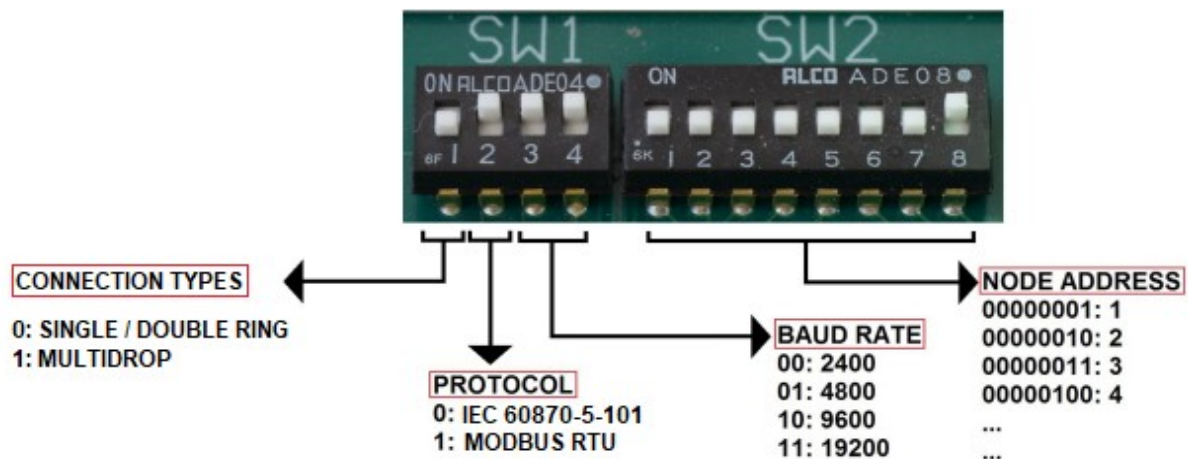 SW1 SW2
ON ALCO ADE04
ON ALCO ADE08
8F 1 2 3 4
6K 1 2 3 4 5 6 7 8
CONNECTION TYPES
0: SINGLE / DOUBLE RING
1: MULTIDROP
PROTOCOL
0: IEC 60870-5-101
1: MODBUS RTU
BAUD RATE
00: 2400
01: 4800
10: 9600
11: 19200
NODE ADDRESS
00000001: 1
00000010: 2
00000011: 3
00000100: 4
...
...